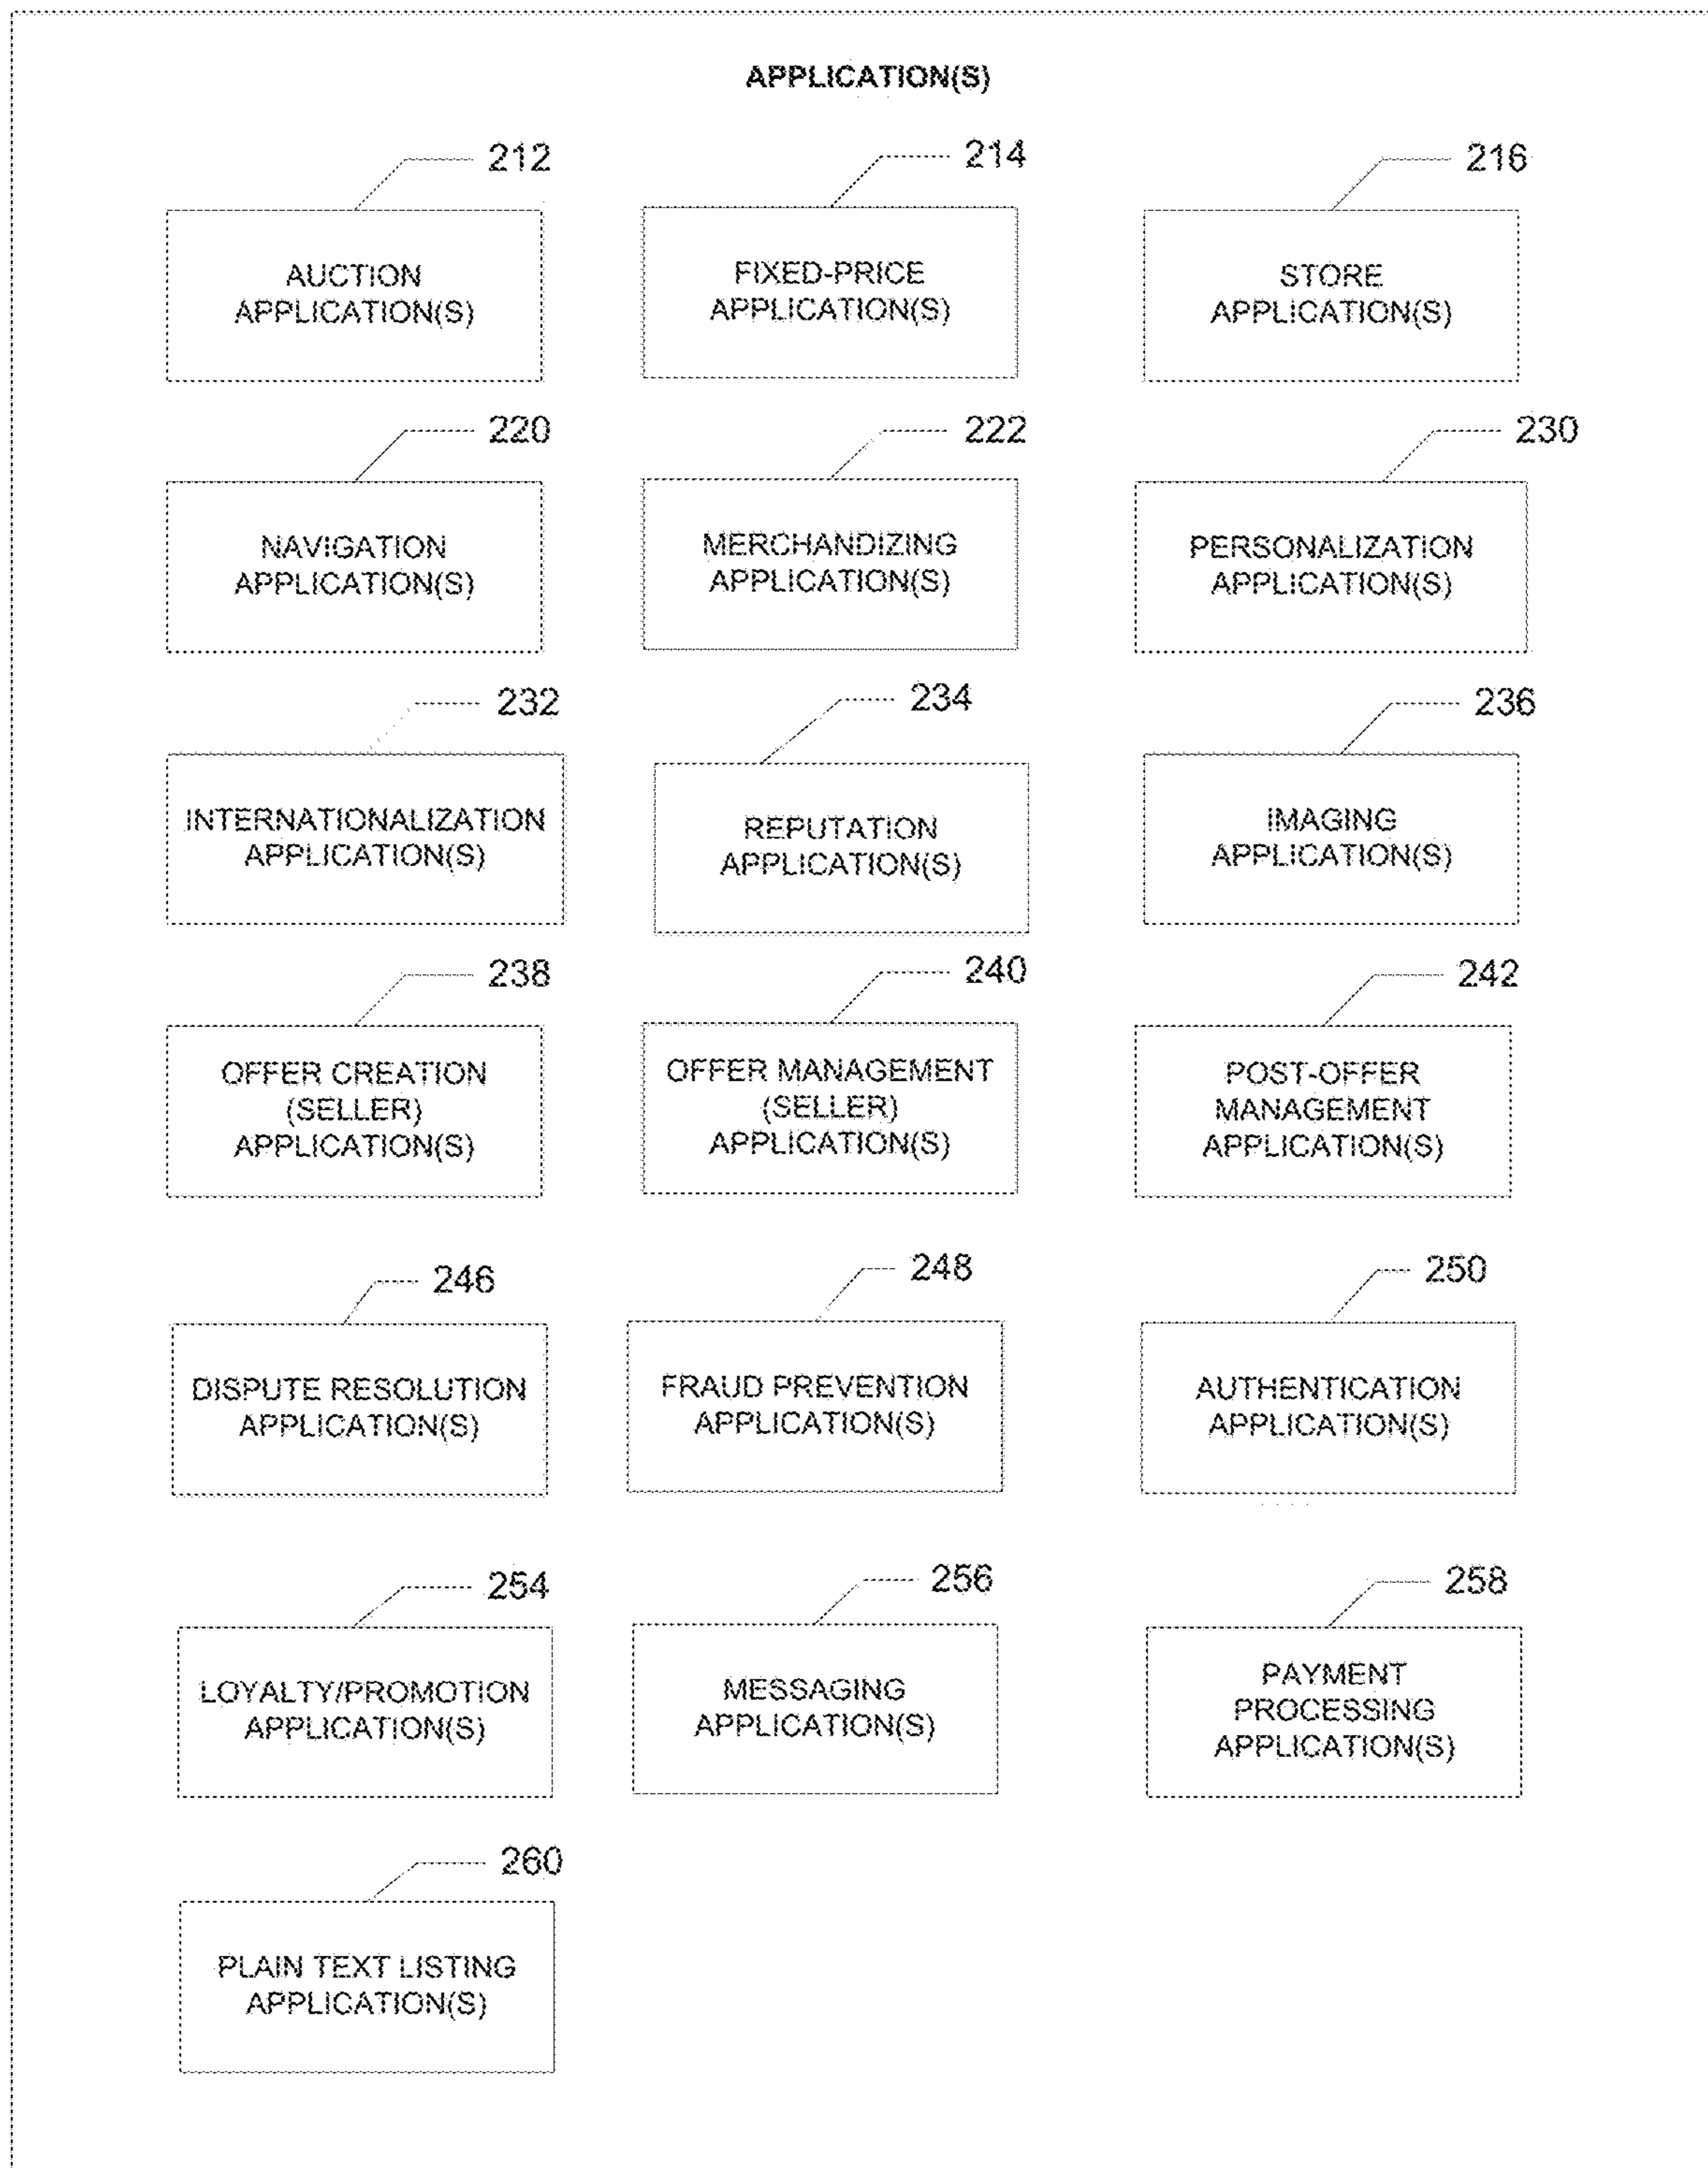 APPLICATION(S)
212
214
216
AUCTION
APPLICATION(S)
FIXED-PRICE
APPLICATION(S)
STORE
APPLICATION(S)
220
222
230
NAVIGATION
APPLICATION(S)
MERCHANDIZING
APPLICATION(S)
PERSONALIZATION
APPLICATION(S)
232
234
236
INTERNATIONALIZATION
APPLICATION(S)
REPUTATION
APPLICATION(S)
IMAGING
APPLICATION(S)
238
240
242
OFFER CREATION
(SELLER)
APPLICATION(S)
OFFER MANAGEMENT
(SELLER)
APPLICATION(S)
POST-OFFER
MANAGEMENT
APPLICATION(S)
246
248
250
DISPUTE RESOLUTION
APPLICATION(S)
FRAUD PREVENTION
APPLICATION(S)
AUTHENTICATION
APPLICATION(S)
254
256
258
LOYALTY/PROMOTION
APPLICATION(S)
MESSAGING
APPLICATION(S)
PAYMENT
PROCESSING
APPLICATION(S)
260
PLAIN TEXT LISTING
APPLICATION(S)